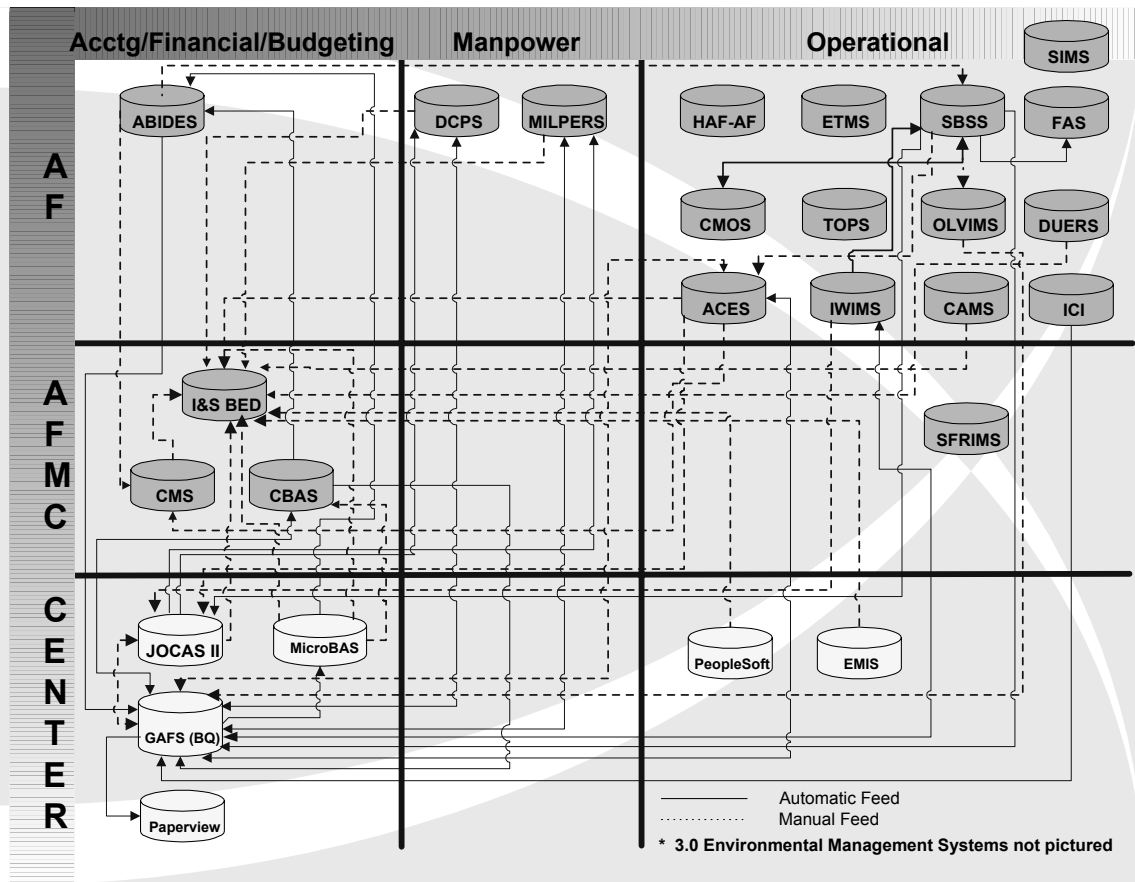 Acctg/Financial/Budgeting
Manpower
Operational
SIMS
ABIDES
DCPS
MILPERS
HAF-AF
ETMS
SBSS
FAS
A
F
CMOS
TOPS
OLVIMS
DUERS
ACES
IWIMS
CAMS
ICI
A
F
M
C
I&S BED
SFRIMS
CMS
CBAS
C
E
N
T
E
R
JOCAS II
MicroBAS
PeopleSoft
EMIS
GAFS (BQ)
Paperview
Automatic Feed
Manual Feed
* 3.0 Environmental Management Systems not pictured